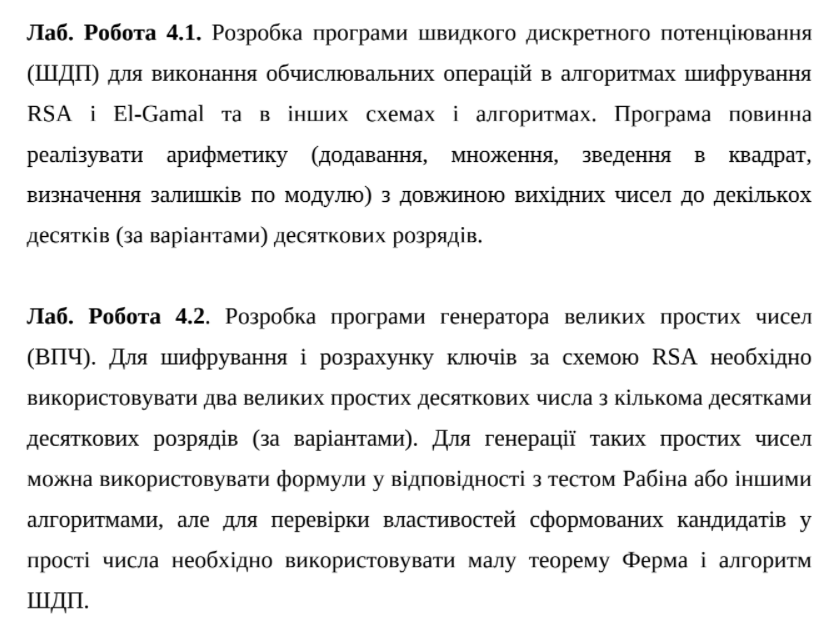 Лаб. Робота 4.1. Розробка програми швидкого дискретного потенціювання
(ШДП) для виконання обчислювальних операцій в алгоритмах шифрування
RSA і El-Gamal та в інших схемах і алгоритмах. Програма повинна
реалізувати арифметику (додавання, множення, зведення в квадрат,
визначення залишків по модулю) з довжиною вихідних чисел до декількох
десятків (за варіантами) десяткових розрядів.
Лаб. Робота 4.2. Розробка програми генератора великих простих чисел
(ВПЧ). Для шифрування і розрахунку ключів за схемою RSA необхідно
використовувати два великих простих десяткових числа з кількома десятками
десяткових розрядів (за варіантами). Для генерації таких простих чисел
можна використовувати формули у відповідності з тестом Рабіна або іншими
алгоритмами, але для перевірки властивостей сформованих кандидатів у
прості числа необхідно використовувати малу теорему Ферма і алгоритм
ШДП.